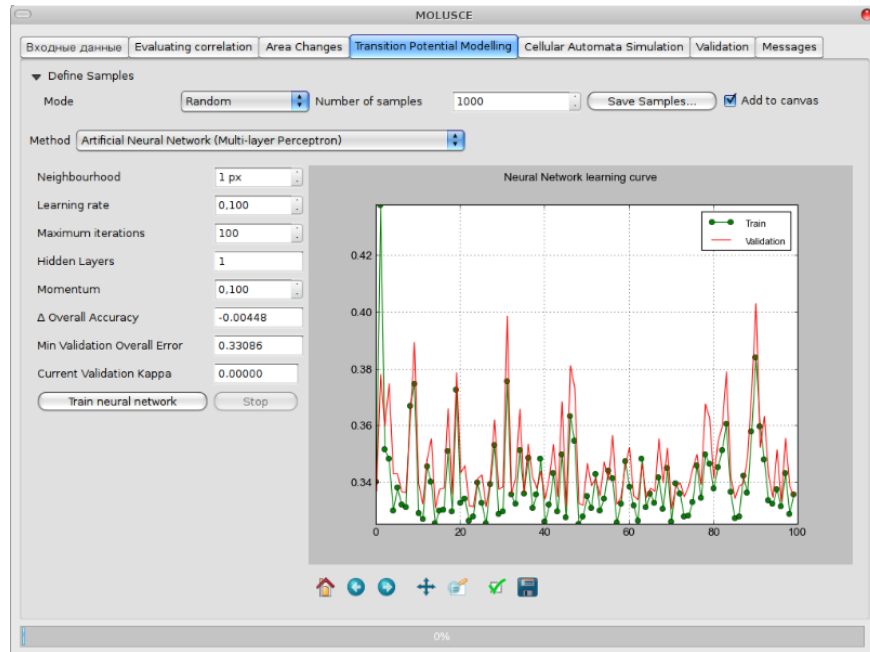 MOLUSCE
Входные данные Evaluating correlation Area Changes Transition Potential Modelling Cellular Automata Simulation Validation Messages
Define Samples
Mode Random Number of samples 1000 Save Samples... Add to canvas
Method Artificial Neural Network (Multi-layer Perceptron)
Neighbourhood 1 px
Learning rate 0,100
Maximum iterations 100
Hidden Layers 1
Momentum 0,100
Δ Overall Accuracy -0.00448
Min Validation Overall Error 0.33086
Current Validation Kappa 0.00000
Train neural network Stop
Neural Network learning curve
Train
Validation
0.42
0.40
0.38
0.36
0.34
0 20 40 60 80 100
0%